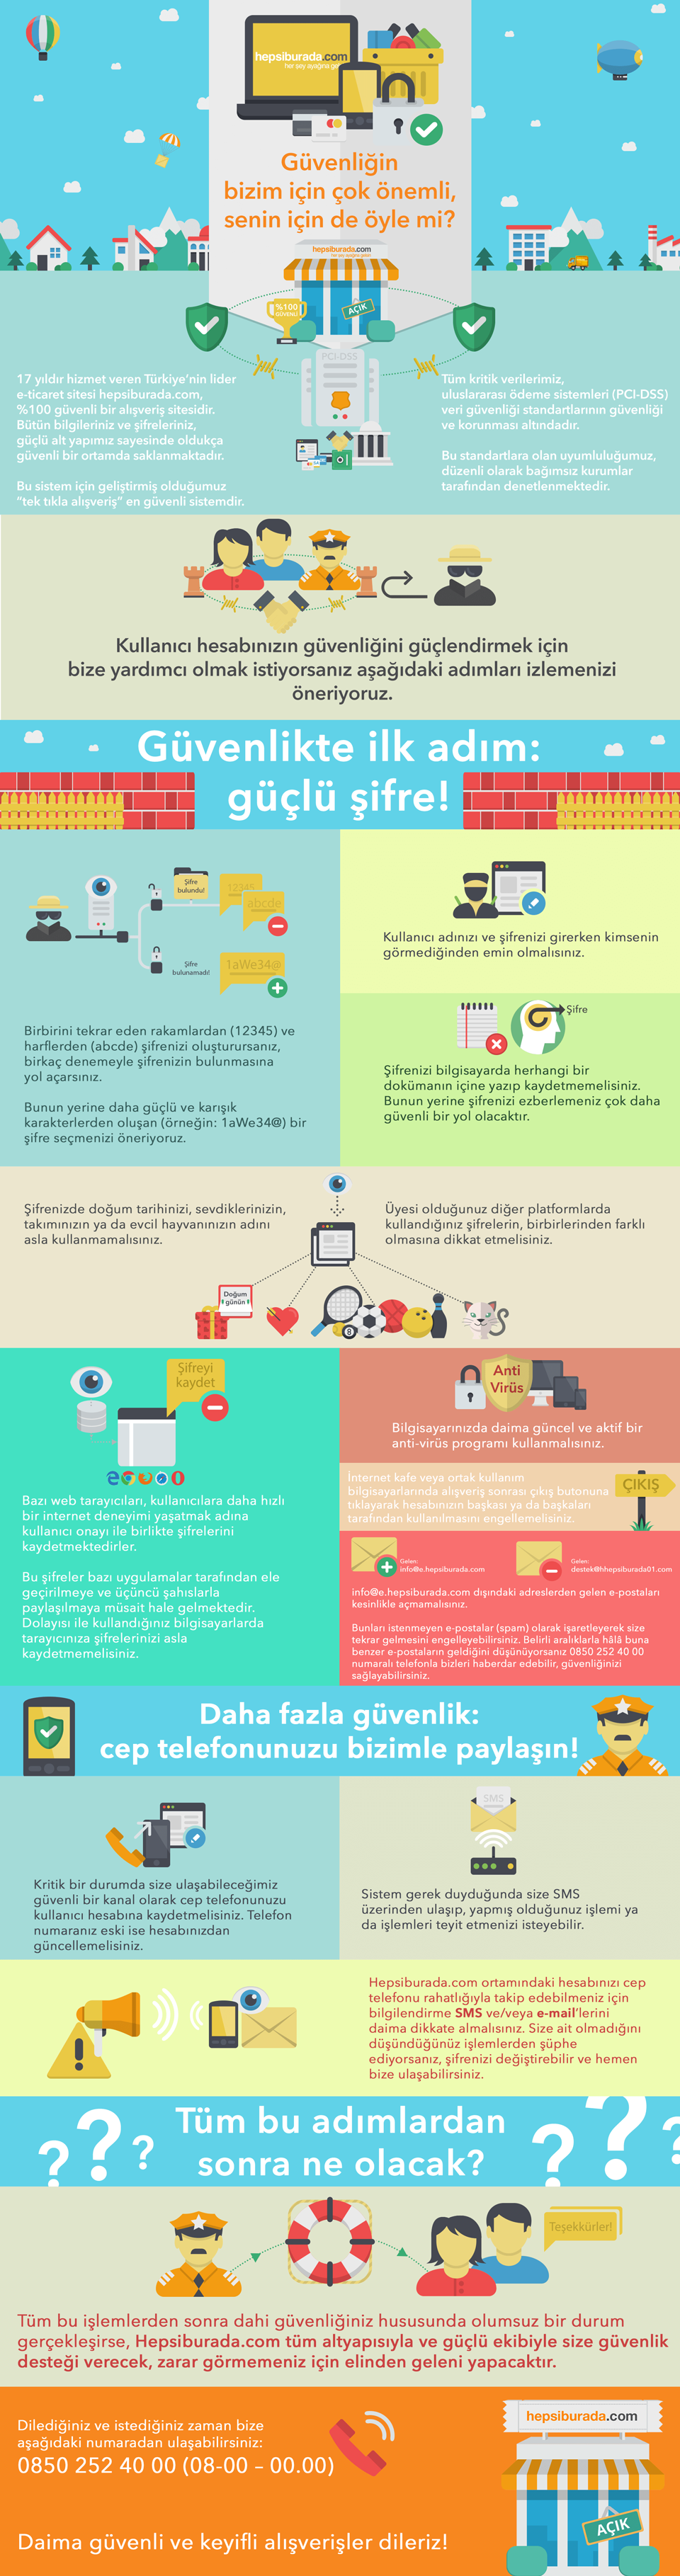 hepsiburada.com
her şey ayağına ge
Güvenliğin
bizim için çok önemli,
senin için de öyle mi?
hepsiburada.com
her şey ayağına gelsin
%100
GÜVENLİ
AÇIK
PCI-DSS
17 yıldır hizmet veren Türkiye'nin lider
e-ticaret sitesi hepsburada.com,
%100 güvenli bir alışveriş sitesidir.
Bütün bilgileriniz ve şifreleriniz,
güçlü alt yapımız sayesinde oldukça
güvenli bir ortamda saklanmaktadır.
Bu sistem için geliştirmiş olduğumuz
"tek tıkla alışveriş" en güvenli sistemdir.
Tüm kritik verilerimiz,
uluslararası ödeme sistemleri (PCI-DSS)
veri güvenliği standartlarının güvenliği
ve korunması altındadır.
Bu standartlara olan uyumluluğumuz,
düzenli olarak bağımsız kurumlar
tarafından denetlenmektedir.
Kullanıcı hesabınızın güvenliğini güçlendirmek için
bize yardımcı olmak istiyorsanız aşağıdaki adımları izlemenizi
öneriyoruz.
Güvenlikte ilk adım:
güçlü şifre!
Şifre
bulundu!
12345
abcde
Şifre
bulunamadı!
1aWe34@
Birbirini tekrar eden rakamlardan (12345) ve
harflerden (abcde) şifrenizi oluşturursanız,
birkaç denemeyle şifrenizin bulunmasına
yol açarsınız.
Bunun yerine daha güçlü ve karışık
karakterlerden oluşan (örneğin: 1aWe34@) bir
şifre seçmenizi öneriyoruz.
Kullanıcı adınızı ve şifrenizi girerken kimsenin
görmediğinden emin olmalısınız.
Şifre
Şifrenizi bilgisayarda herhangi bir
dokümanın içine yazıp kaydetmemelisiniz.
Bunun yerine şifrenizi ezberlemeniz çok daha
güvenli bir yol olacaktır.
Şifrenizde doğum tarihinizi, sevdiklerinizin,
takımınızın ya da evcil hayvanınızın adını
asla kullanmamalısınız.
Üyesi olduğunuz diğer platformlarda
kullandığınız şifrelerin, birbirlerinden farklı
olmasına dikkat etmelisiniz.
Doğum
günün
8
Şifreyi
kaydet
Bazı web tarayıcıları, kullanıcılara daha hızlı
bir internet deneyimi yaşatmak adına
kullanıcı onayı ile birlikte şifrelerini
kaydetmektedirler.
Bu şifreler bazı uygulamalar tarafından ele
geçirilmeye ve üçüncü şahıslarla
paylaşılmaya müsait hale gelmektedir.
Dolayısı ile kullandığınız bilgisayarlarda
tarayıcınıza şifrelerinizi asla
kaydetmemelisiniz.
Anti
Virüs
Bilgisayarınızda daima güncel ve aktif bir
anti-virüs programı kullanmalısınız.
İnternet kafe veya ortak kullanım
bilgisayarlarında alışveriş sonrası çıkış butonuna
tıklayarak hesabınızın başkası ya da başkaları
tarafından kullanılmasını engellemelisiniz.
ÇIKIŞ
Gelen:
info@e.hepsiburada.com
Gelen:
destek@hhepsiburada01.com
info@e.hepsiburada.com dışındaki adreslerden gelen e-postaları
kesinlikle açmamalısınız.
Bunları istenmeyen e-postalar (spam) olarak işaretleyerek size
tekrar gelmesini engelleyebilirsiniz. Belirli aralıklarla hâlâ buna
benzer e-postaların geldiğini düşünüyorsanız 0850 252 40 00
numaralı telefonla bizleri haberdar edebilir, güvenliğinizi
sağlayabilirsiniz.
Daha fazla güvenlik:
cep telefonunuzu bizimle paylaşın!
SMS
Kritik bir durumda size ulaşabileceğimiz
güvenli bir kanal olarak cep telefonunuzu
kullanıcı hesabına kaydetmelisiniz. Telefon
numaranız eski ise hesabınızdan
güncellemelisiniz.
Sistem gerek duyduğunda size SMS
üzerinden ulaşıp, yapmış olduğunuz işlemi ya
da işlemleri teyit etmenizi isteyebilir.
Hepsiburada.com ortamındaki hesabınızı cep
telefonu rahatlığıyla takip edebilmeniz için
bilgilendirme SMS ve/veya e-mail'lerini
daima dikkate almalısınız. Size ait olmadığını
düşündüğünüz işlemlerden şüphe
ediyorsanız, şifrenizi değiştirebilir ve hemen
bize ulaşabilirsiniz.
Tüm bu adımlardan
sonra ne olacak?
Teşekkürler!
Tüm bu işlemlerden sonra dahi güvenliğiniz hususunda olumsuz bir durum
gerçekleşirse, Hepsiburada.com tüm altyapısıyla ve güçlü ekibiyle size güvenlik
desteği verecek, zarar görmemeniz için elinden geleni yapacaktır.
Dilediğiniz ve istediğiniz zaman bize
aşağıdaki numaradan ulaşabilirsiniz:
0850 252 40 00 (08-00 – 00.00)
hepsiburada.com
AÇIK
Daima güvenli ve keyifli alışverişler dileriz!